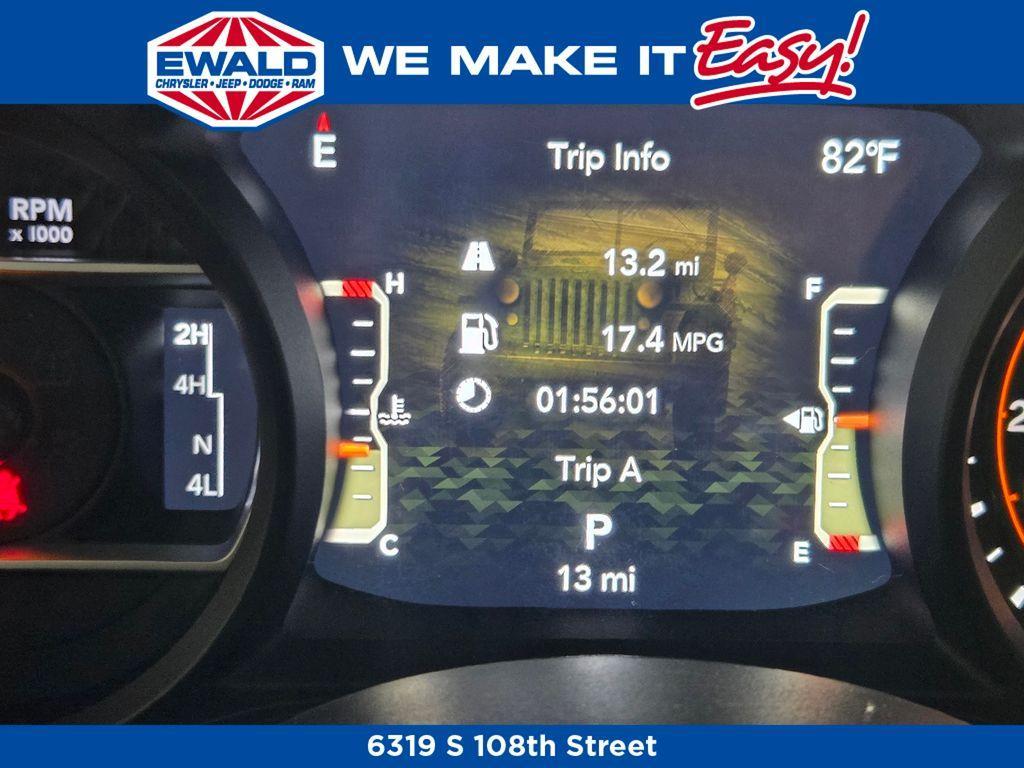 EWALD
CHRYSLER • JEEP • DODGE • RAM
WE MAKE IT Easy!
E
Trip Info
82°F
RPM
x 1000
13.2 mi
H
F
2H
17.4 MPG
4H
01:56:01
N
Trip A
4L
P
C
E
13 mi
6319 S 108th Street